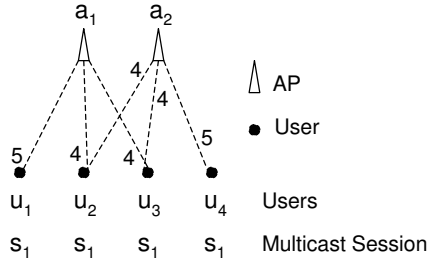 a1 a2
4
4 AP
5 4 4 5 User
u1 u2 u3 u4 Users
s1 s1 s1 s1 Multicast Session